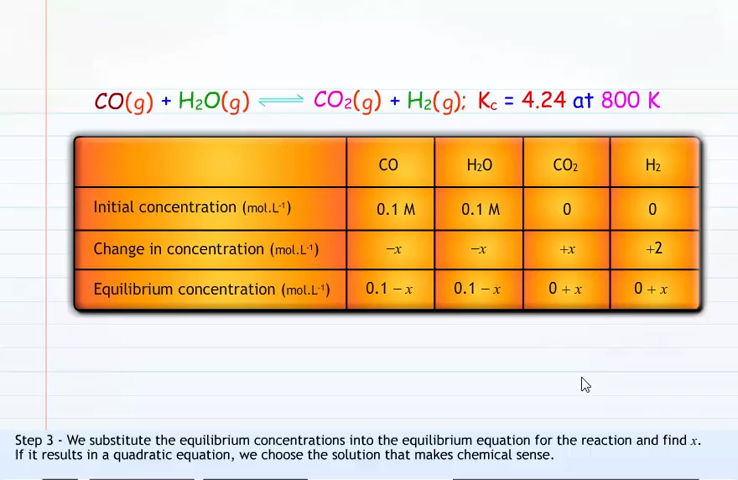 CO(g) + H₂O(g) ⇌ CO₂(g) + H₂(g); Kc = 4.24 at 800 K
CO H₂O CO₂ H₂
Initial concentration (mol.L⁻¹) 0.1 M 0.1 M 0 0
Change in concentration (mol.L⁻¹) −x −x +x +2
Equilibrium concentration (mol.L⁻¹) 0.1 − x 0.1 − x 0 + x 0 + x
Step 3 - We substitute the equilibrium concentrations into the equilibrium equation for the reaction and find x.
If it results in a quadratic equation, we choose the solution that makes chemical sense.